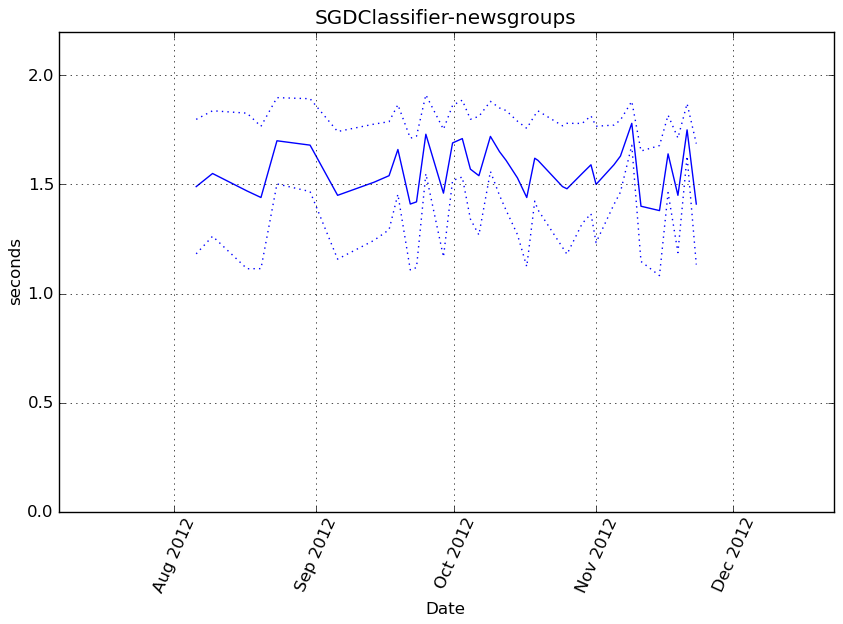 SGDClassifier-newsgroups
2.0
1.5
1.0
0.5
0.0
seconds
Aug 2012
Sep 2012
Oct 2012
Nov 2012
Dec 2012
Date